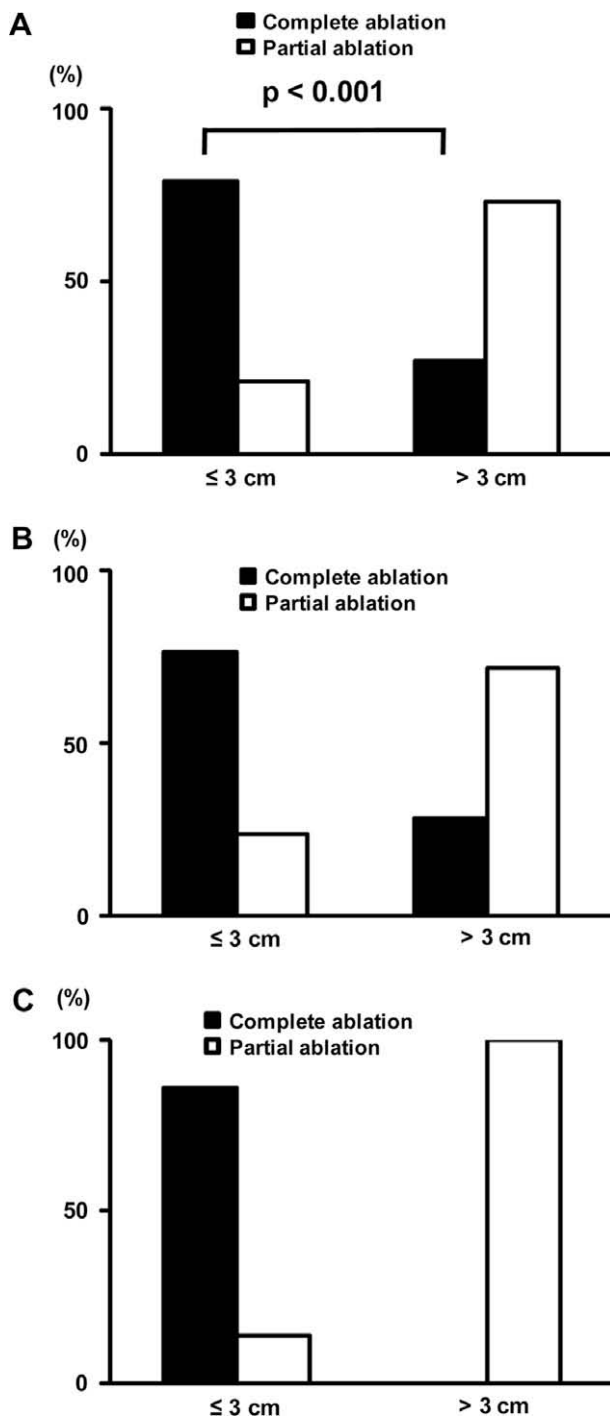 A
Complete ablation
Partial ablation
(%)
p < 0.001
100
50
0
≤ 3 cm
> 3 cm
B
(%)
100
Complete ablation
Partial ablation
50
0
≤ 3 cm
> 3 cm
C
(%)
Complete ablation
100
Partial ablation
50
0
≤ 3 cm
> 3 cm